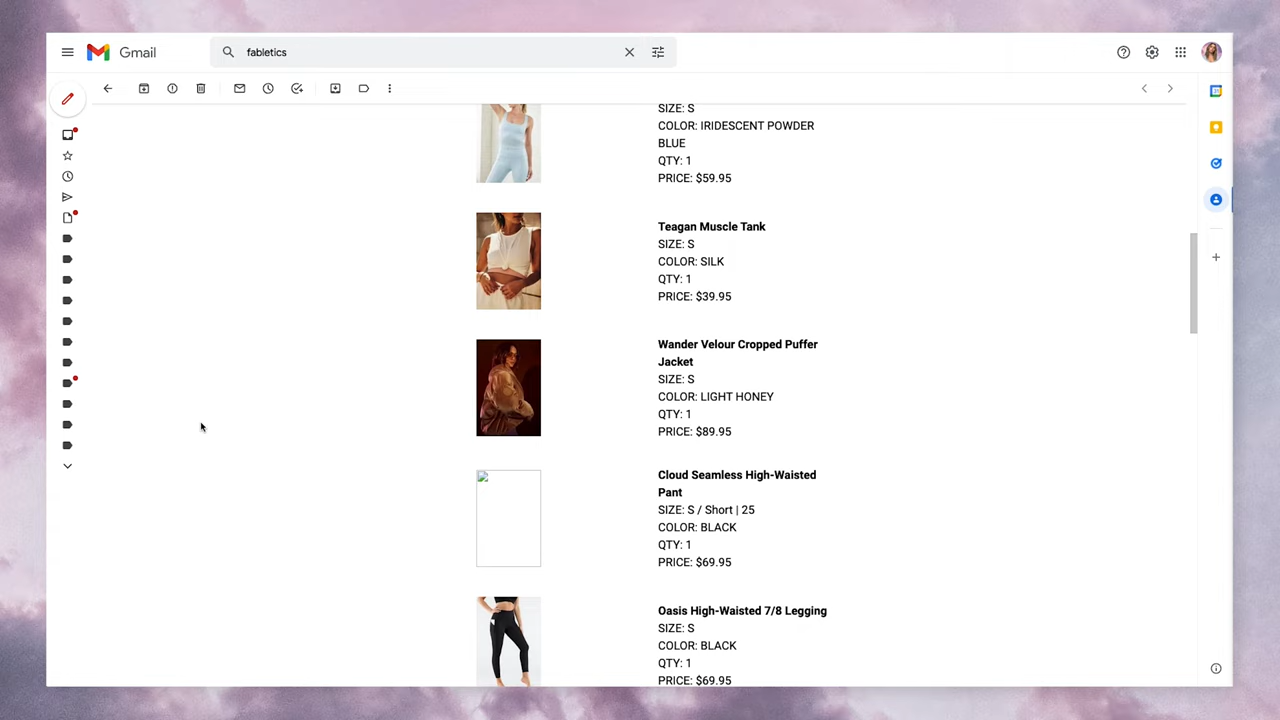 Gmail
fabletics
SIZE: S
COLOR: IRIDESCENT POWDER
BLUE
QTY: 1
PRICE: $59.95
Teagan Muscle Tank
SIZE: S
COLOR: SILK
QTY: 1
PRICE: $39.95
Wander Velour Cropped Puffer
Jacket
SIZE: S
COLOR: LIGHT HONEY
QTY: 1
PRICE: $89.95
Cloud Seamless High-Waisted
Pant
SIZE: S / Short | 25
COLOR: BLACK
QTY: 1
PRICE: $69.95
Oasis High-Waisted 7/8 Legging
SIZE: S
COLOR: BLACK
QTY: 1
PRICE: $69.95